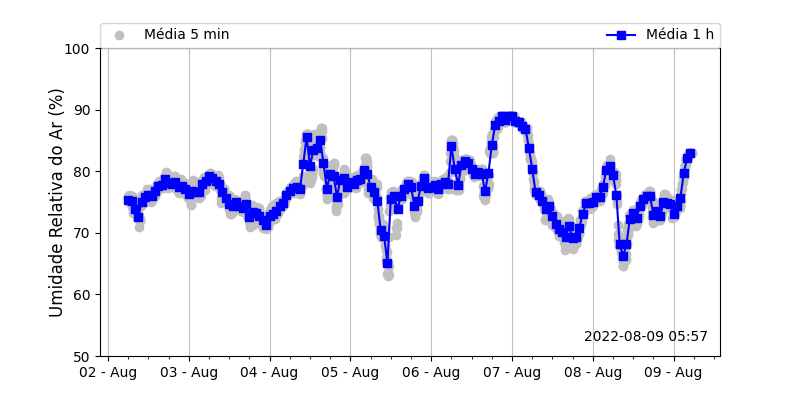 Média 5 min
Média 1 h
Umidade Relativa do Ar (%)
100
90
80
70
60
50
2022-08-09 05:57
02 - Aug
03 - Aug
04 - Aug
05 - Aug
06 - Aug
07 - Aug
08 - Aug
09 - Aug